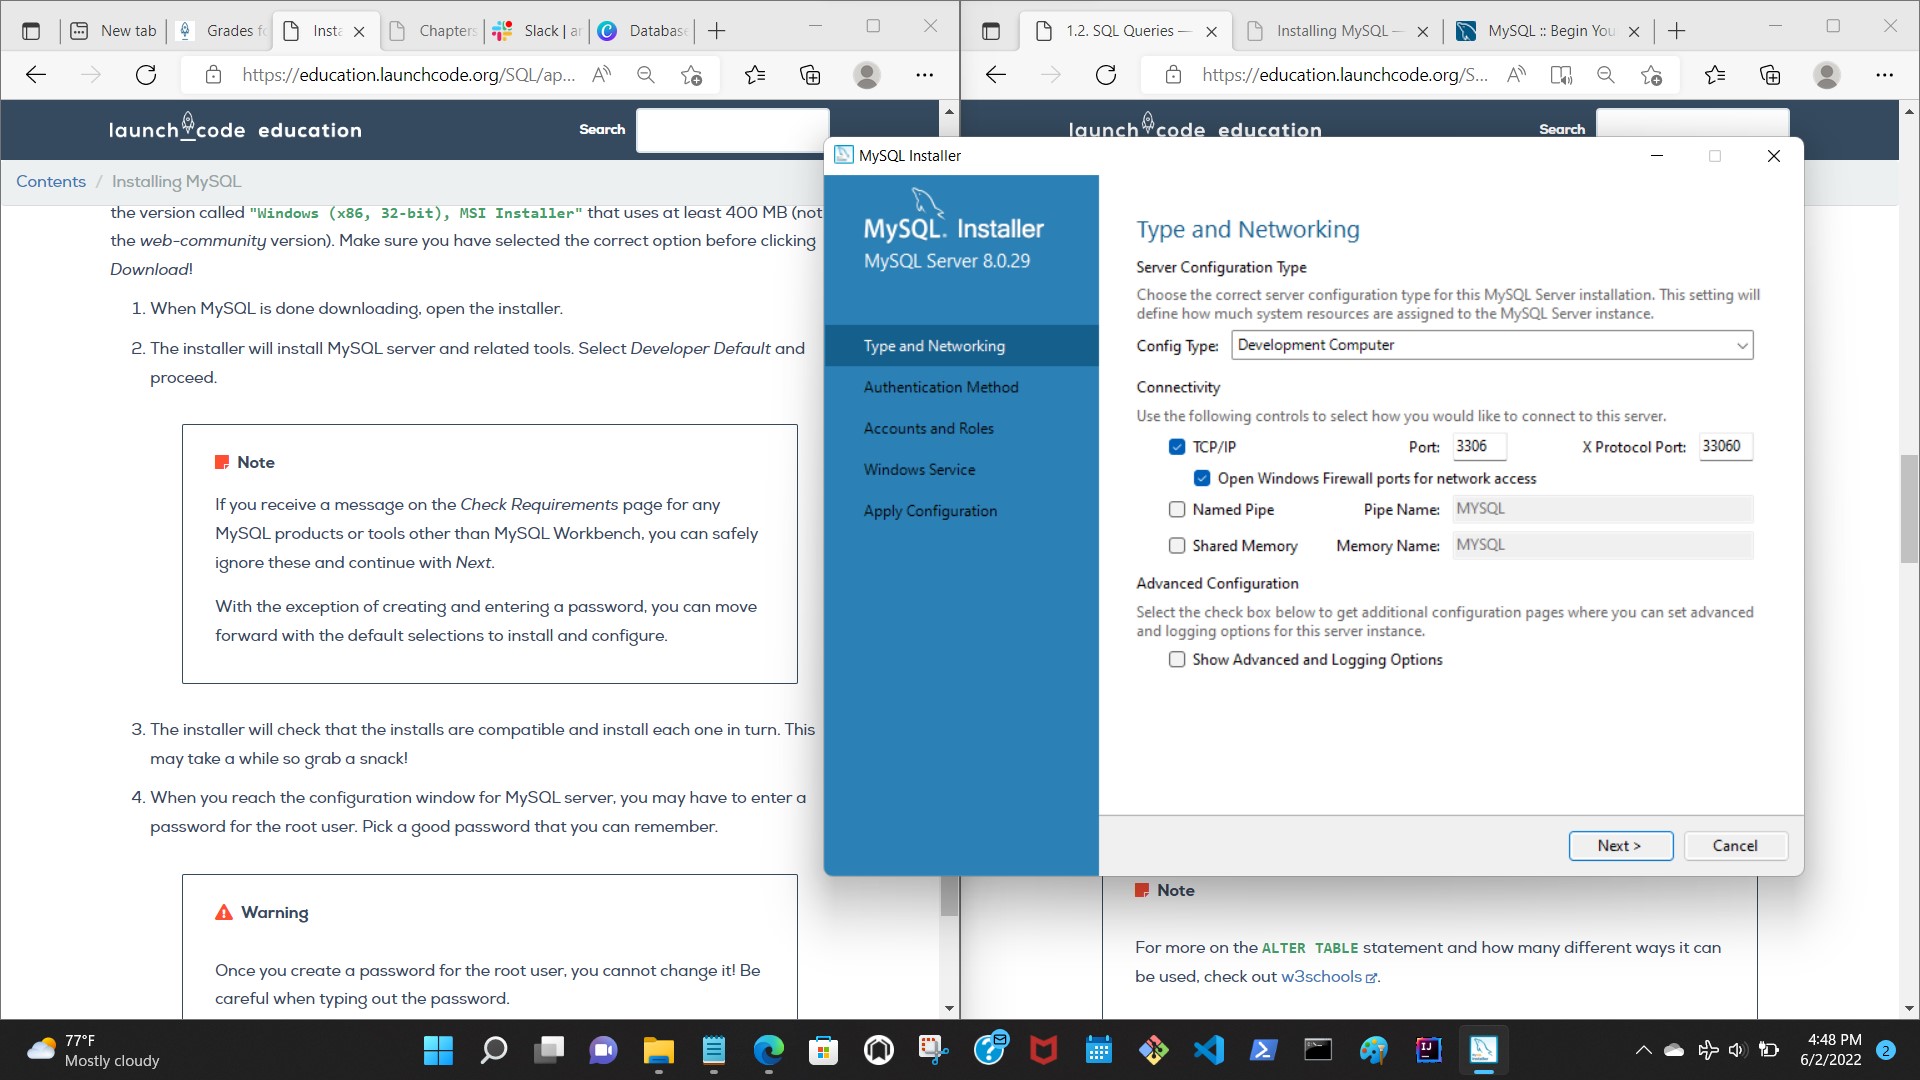 New tab
Grades fo
Insta
Chapters
Slack | ar
Database
https://education.launchcode.org/SQL/ap...
launch_code education
Search
Contents / Installing MySQL
the version called "Windows (x86, 32-bit), MSI Installer" that uses at least 400 MB (not
the web-community version). Make sure you have selected the correct option before clicking
Download!
1. When MySQL is done downloading, open the installer.
2. The installer will install MySQL server and related tools. Select Developer Default and
proceed.
Note
If you receive a message on the Check Requirements page for any
MySQL products or tools other than MySQL Workbench, you can safely
ignore these and continue with Next.
With the exception of creating and entering a password, you can move
forward with the default selections to install and configure.
3. The installer will check that the installs are compatible and install each one in turn. This
may take a while so grab a snack!
4. When you reach the configuration window for MySQL server, you may have to enter a
password for the root user. Pick a good password that you can remember.
Warning
Once you create a password for the root user, you cannot change it! Be
careful when typing out the password.
1.2. SQL Queries —
Installing MySQL —
MySQL :: Begin You
https://education.launchcode.org/S...
launch_code education
Search
MySQL Installer
MySQL. Installer
MySQL Server 8.0.29
Type and Networking
Authentication Method
Accounts and Roles
Windows Service
Apply Configuration
Type and Networking
Server Configuration Type
Choose the correct server configuration type for this MySQL Server installation. This setting will
define how much system resources are assigned to the MySQL Server instance.
Config Type: Development Computer
Connectivity
Use the following controls to select how you would like to connect to this server.
TCP/IP Port: 3306 X Protocol Port: 33060
Open Windows Firewall ports for network access
Named Pipe Pipe Name: MYSQL
Shared Memory Memory Name: MYSQL
Advanced Configuration
Select the check box below to get additional configuration pages where you can set advanced
and logging options for this server instance.
Show Advanced and Logging Options
Next > Cancel
Note
For more on the ALTER TABLE statement and how many different ways it can
be used, check out w3schools.
77°F
Mostly cloudy
4:48 PM
6/2/2022
2